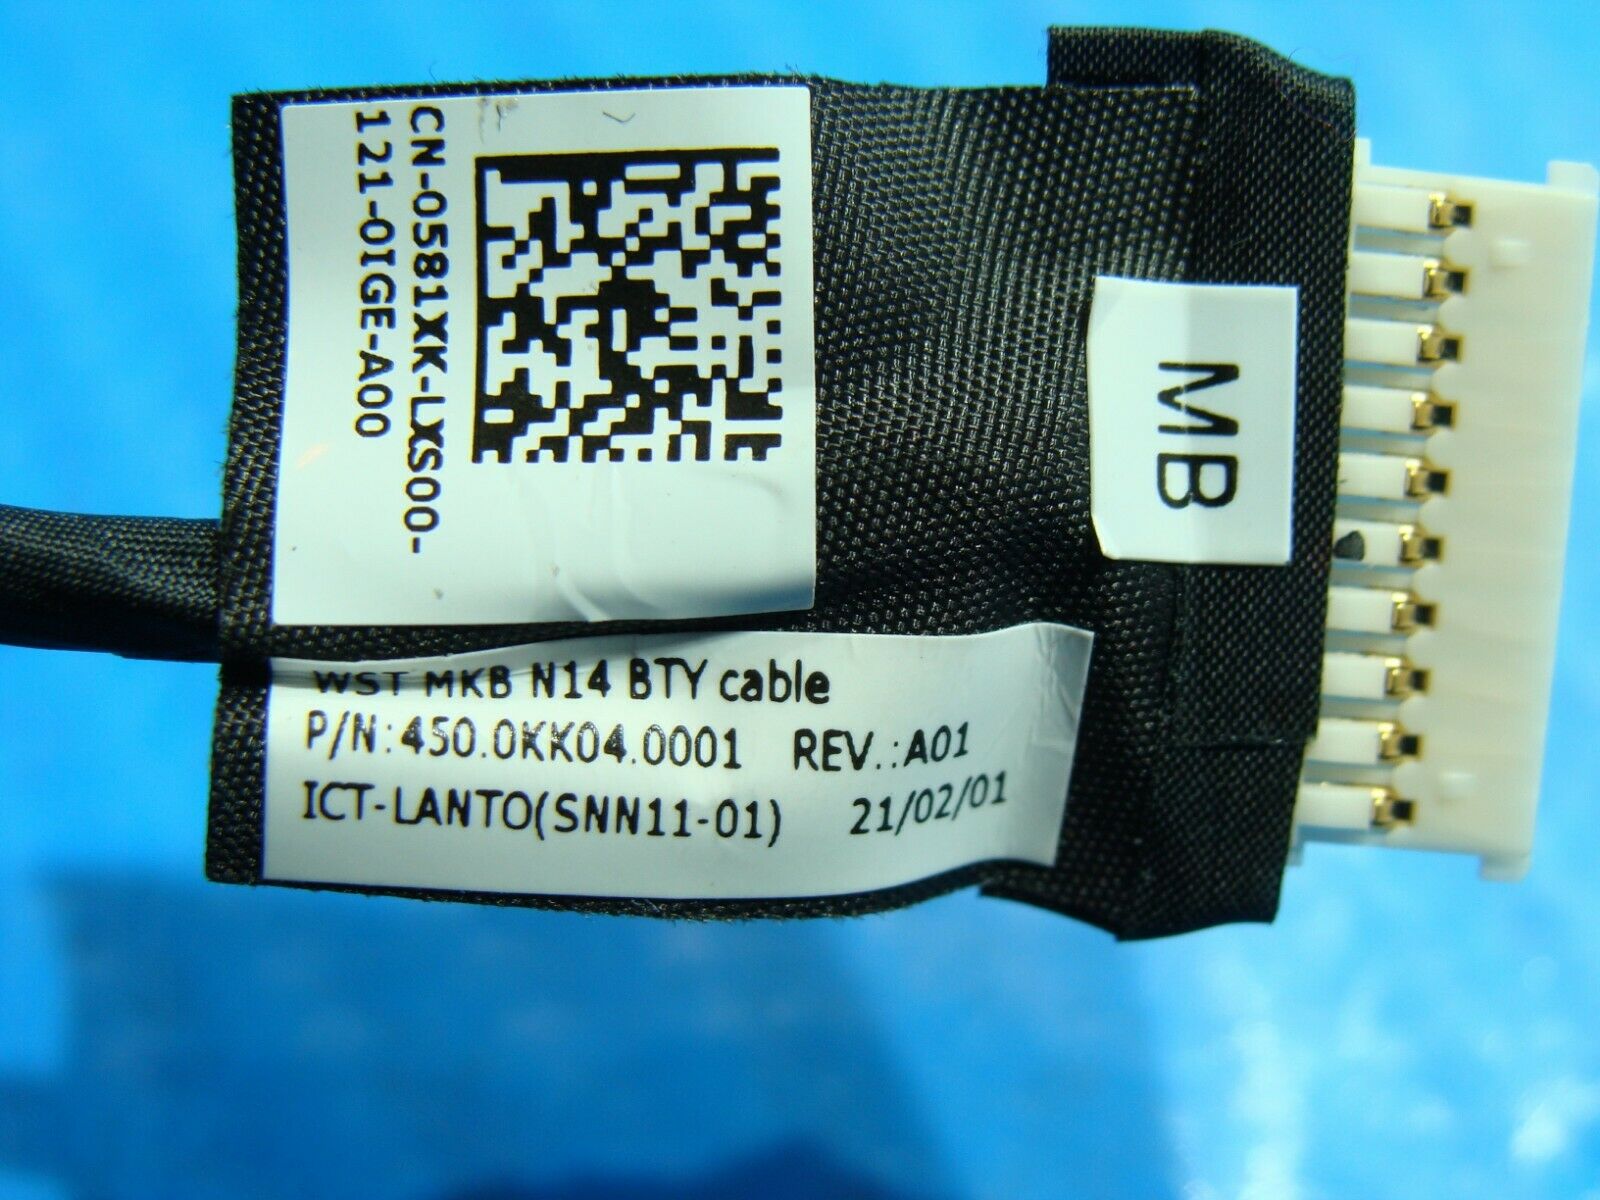 CN-0581XK-LXS00-
121-0IGE-A00
MB
WST MKB N14 BTY cable
P/N:450.0KK04.0001 REV.:A01
ICT-LANTO(SNN11-01) 21/02/01